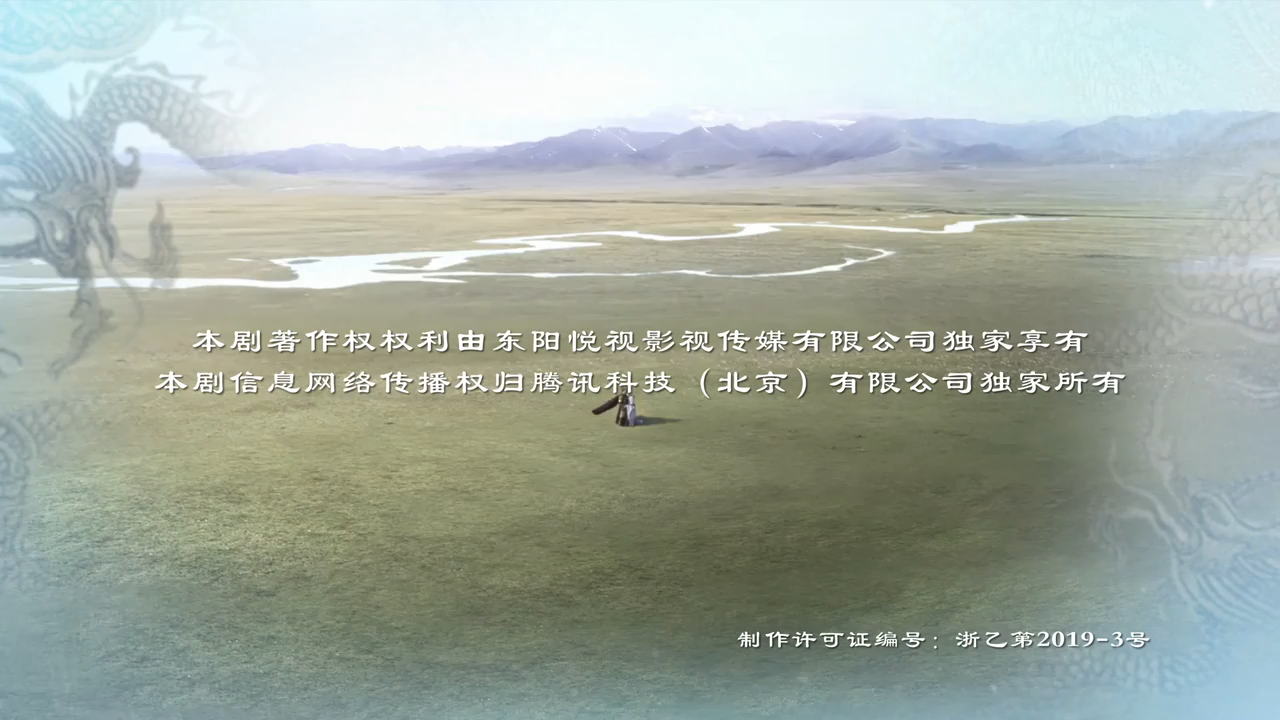 本剧著作权权利由东阳悦视影视传媒有限公司独家享有
本剧信息网络传播权归腾讯科技（北京）有限公司独家所有
制作许可证编号：浙乙第2019-3号